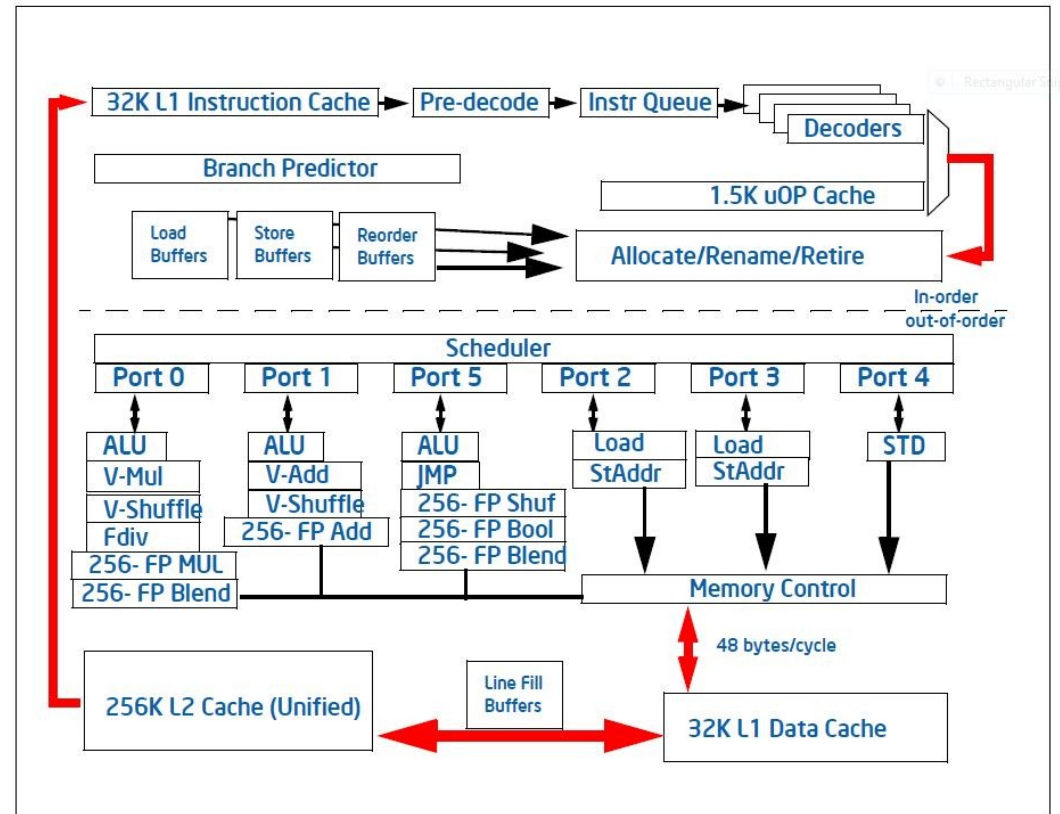 32K L1 Instruction Cache
Pre-decode
Instr Queue
Decoders
Branch Predictor
1.5K uOP Cache
Load
Buffers
Store
Buffers
Reorder
Buffers
Allocate/Rename/Retire
In-order
out-of-order
Scheduler
Port 0
Port 1
Port 5
Port 2
Port 3
Port 4
ALU
V-Mul
V-Shuffle
Fdiv
256- FP MUL
256- FP Blend
ALU
V-Add
V-Shuffle
256- FP Add
ALU
JMP
256- FP Shuf
256- FP Bool
256- FP Blend
Load
StAddr
Load
StAddr
STD
Memory Control
48 bytes/cycle
256K L2 Cache (Unified)
Line Fill
Buffers
32K L1 Data Cache